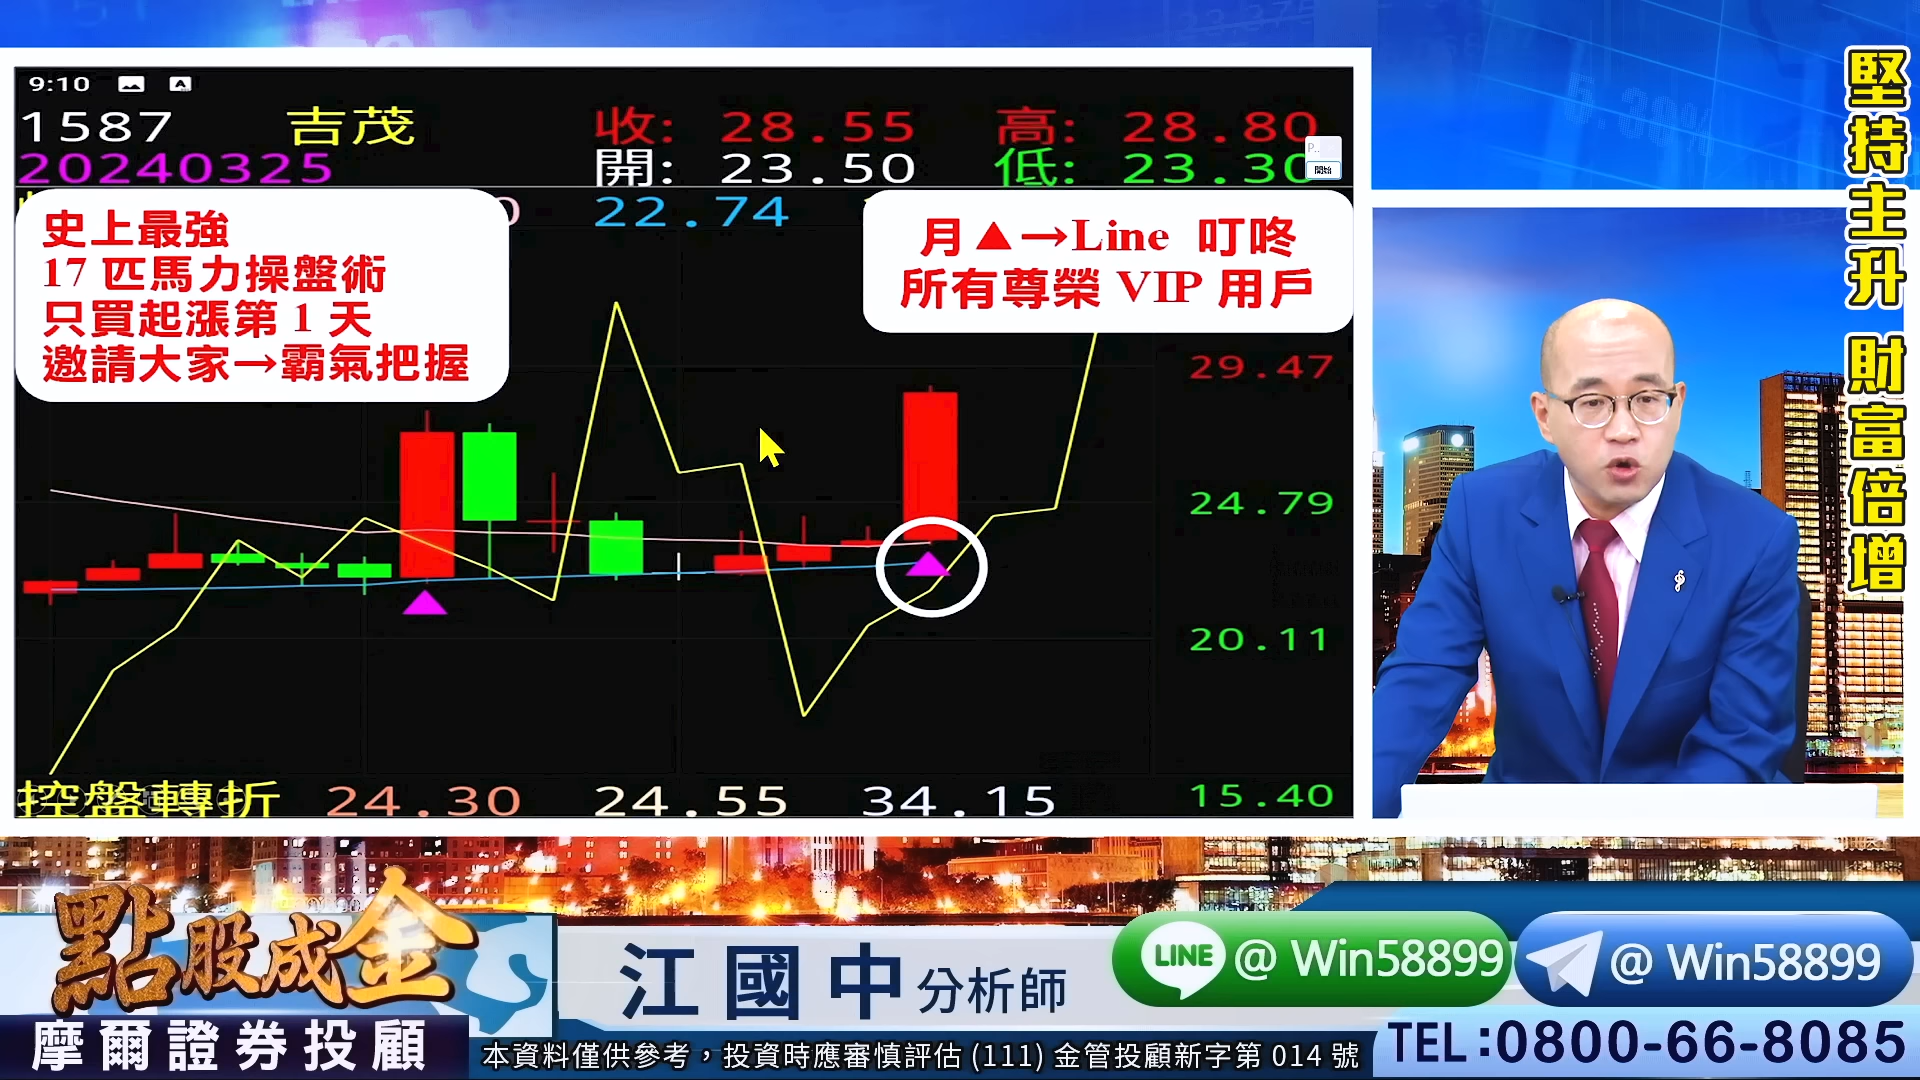 9:10
1587 吉茂 收: 28.55 高: 28.80
20240325 開: 23.50 低: 23.30
P..
開始
22.74
史上最強
17 匹馬力操盤術
只買起漲第 1 天
邀請大家→霸氣把握
月▲→Line 叮咚
所有尊榮 VIP 用戶
29.47
24.79
20.11
15.40
控盤轉折 24.30 24.55 34.15
堅持主升 財富倍增
點股成金
摩爾證券投顧
江國中分析師
LINE @ Win58899
@ Win58899
本資料僅供參考，投資時應審慎評估 (111) 金管投顧新字第 014 號
TEL:0800-66-8085